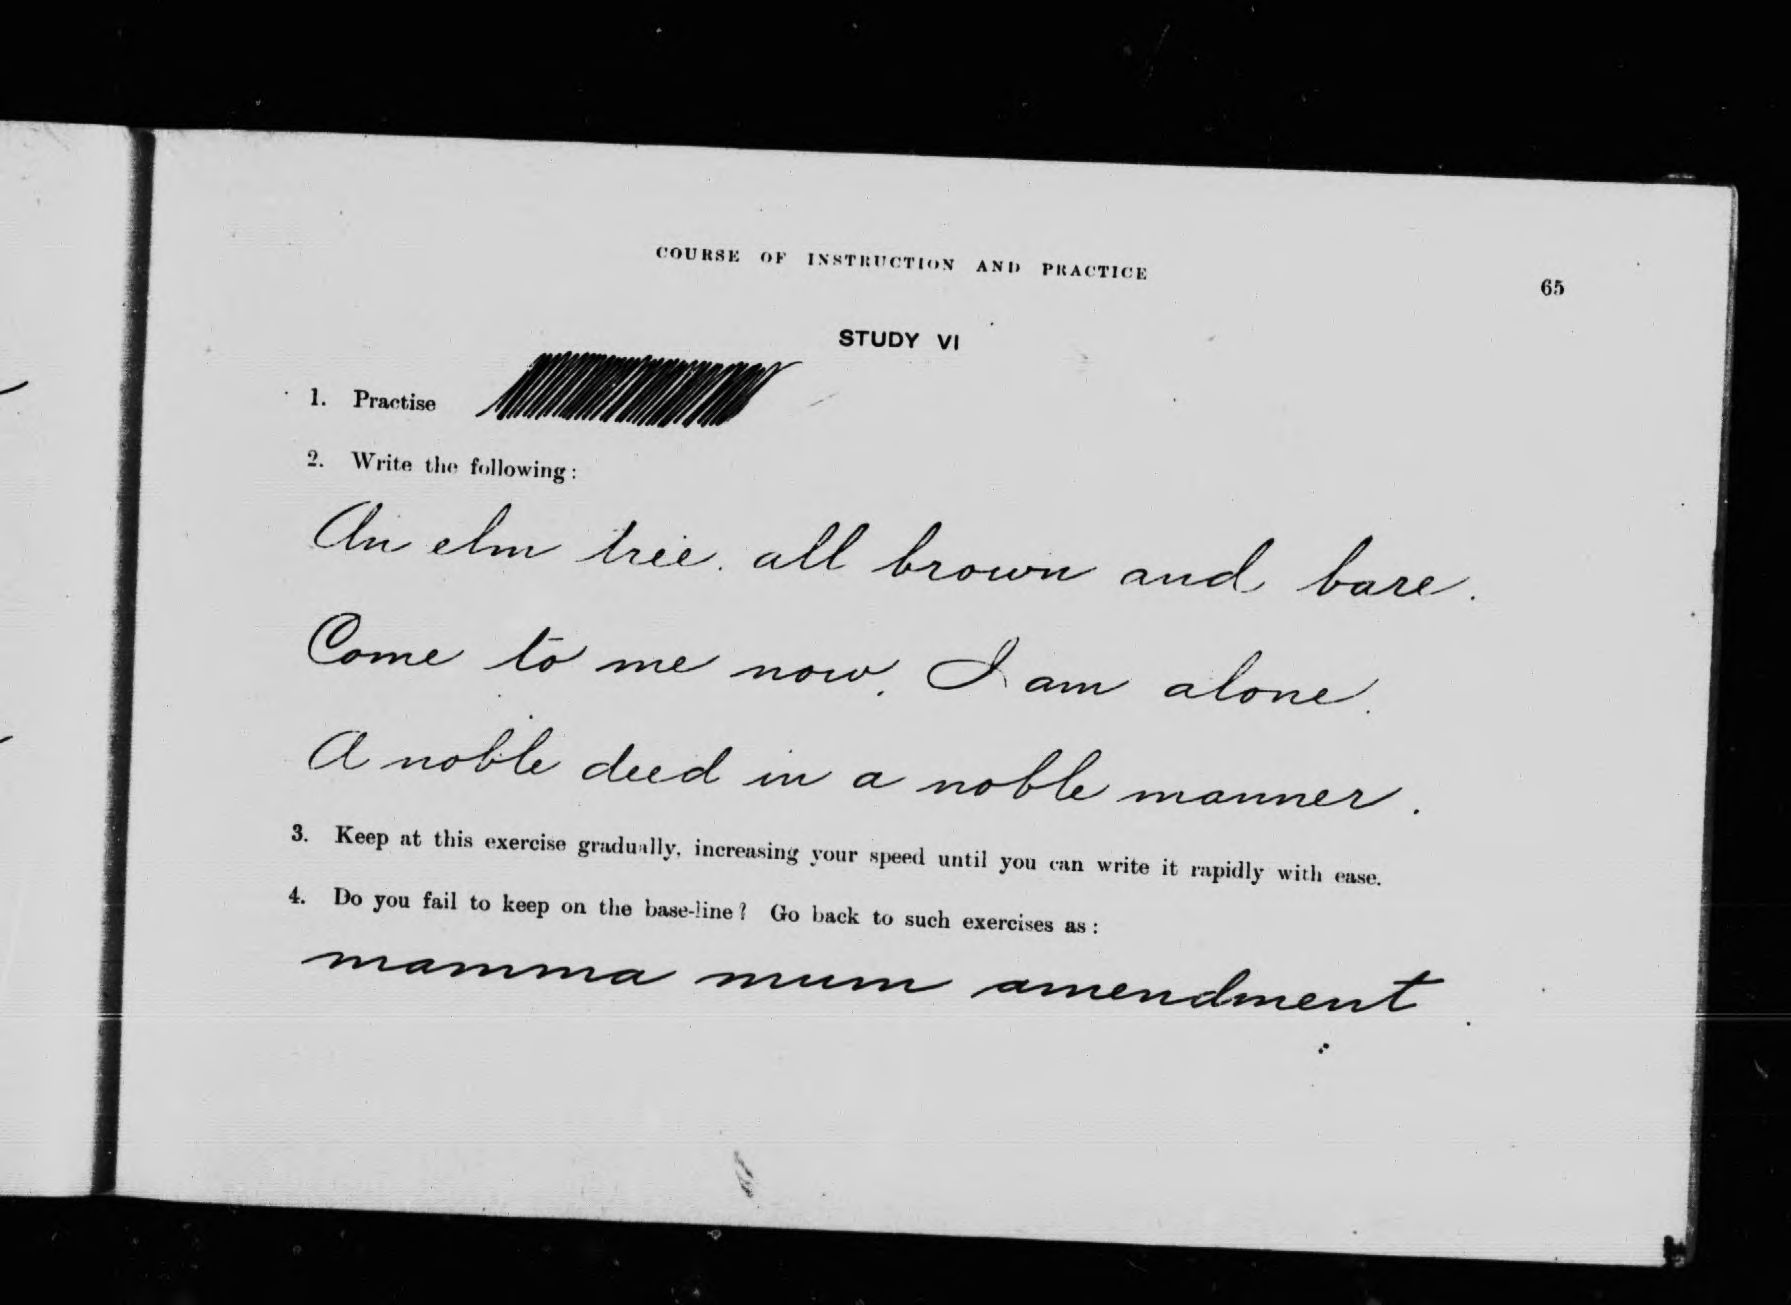 COURSE OF INSTRUCTION AND PRACTICE
65
STUDY VI
1. Practise
2. Write the following:
An elm tree. all brown and bare.
Come to me now. I am alone.
A noble deed in a noble manner.
3. Keep at this exercise gradually, increasing your speed until you can write it rapidly with ease.
4. Do you fail to keep on the base-line? Go back to such exercises as:
mamma mum amendment